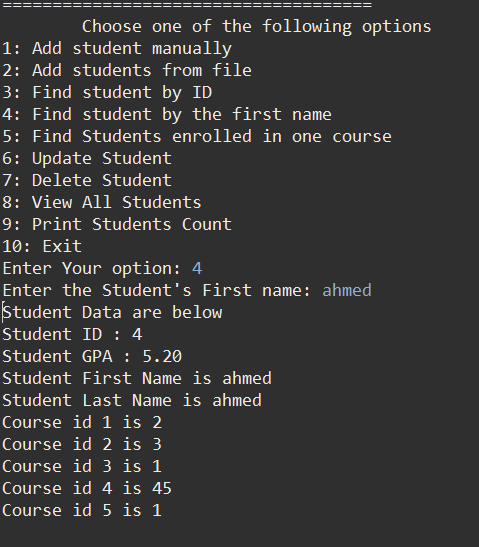 =====================================
Choose one of the following options
1: Add student manually
2: Add students from file
3: Find student by ID
4: Find student by the first name
5: Find Students enrolled in one course
6: Update Student
7: Delete Student
8: View All Students
9: Print Students Count
10: Exit
Enter Your option: 4
Enter the Student's First name: ahmed
Student Data are below
Student ID : 4
Student GPA : 5.20
Student First Name is ahmed
Student Last Name is ahmed
Course id 1 is 2
Course id 2 is 3
Course id 3 is 1
Course id 4 is 45
Course id 5 is 1